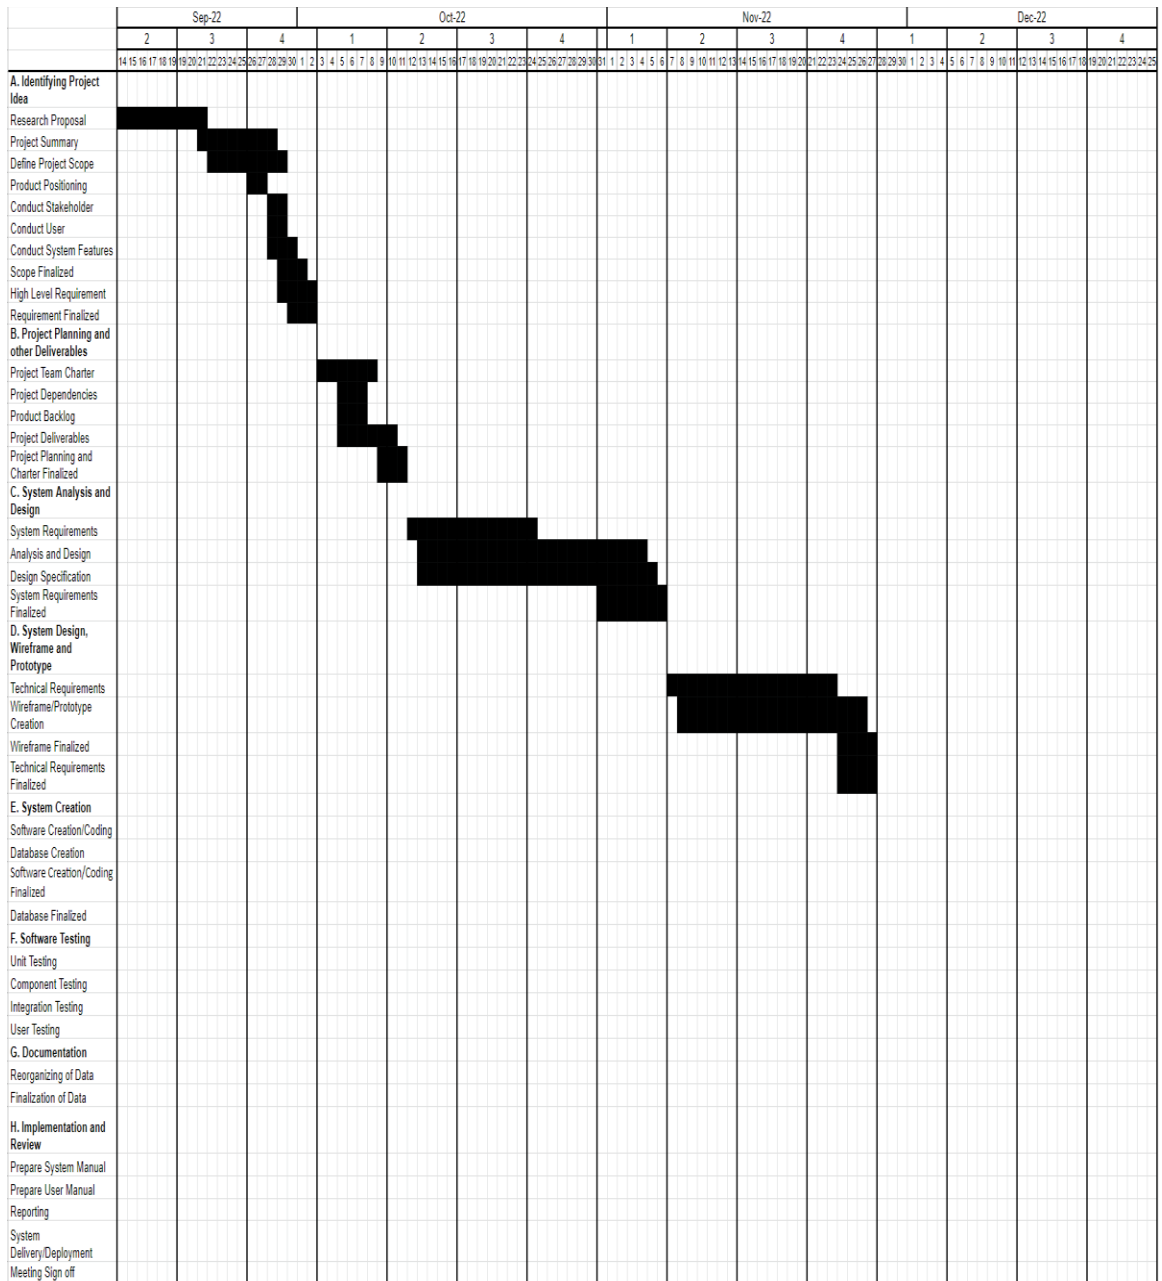 Sep-22 Oct-22 Nov-22 Dec-22
2 3 4 1 2 3 4 1 2 3 4 1 2 3 4
14 15 16 17 18 19 19 20 21 22 23 24 25 26 27 28 29 30 1 2 3 4 5 6 7 8 9 10 11 12 13 14 15 16 17 18 19 20 21 22 23 24 25 26 27 28 29 30 31 1 2 3 4 5 6 7 8 9 10 11 12 13 14 15 16 17 18 19 20 21 22 23 24 25 26 27 28 29 30 1 2 3 4 5 6 7 8 9 10 11 12 13 14 15 16 17 18 19 20 21 22 23 24 25
A. Identifying Project
Idea
Research Proposal
Project Summary
Define Project Scope
Product Positioning
Conduct Stakeholder
Conduct User
Conduct System Features
Scope Finalized
High Level Requirement
Requirement Finalized
B. Project Planning and
other Deliverables
Project Team Charter
Project Dependencies
Product Backlog
Project Deliverables
Project Planning and
Charter Finalized
C. System Analysis and
Design
System Requirements
Analysis and Design
Design Specification
System Requirements
Finalized
D. System Design,
Wireframe and
Prototype
Technical Requirements
Wireframe/Prototype
Creation
Wireframe Finalized
Technical Requirements
Finalized
E. System Creation
Software Creation/Coding
Database Creation
Software Creation/Coding
Finalized
Database Finalized
F. Software Testing
Unit Testing
Component Testing
Integration Testing
User Testing
G. Documentation
Reorganizing of Data
Finalization of Data
H. Implementation and
Review
Prepare System Manual
Prepare User Manual
Reporting
System
Delivery/Deployment
Meeting Sign off